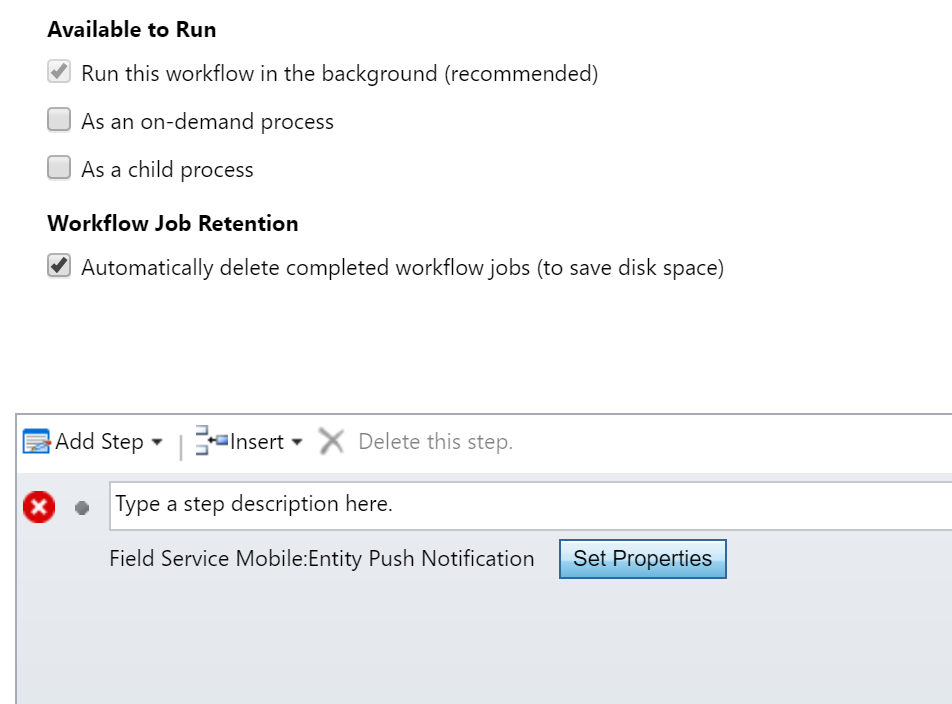 Available to Run
Run this workflow in the background (recommended)
As an on-demand process
As a child process
Workflow Job Retention
Automatically delete completed workflow jobs (to save disk space)
Add Step | Insert Delete this step.
Type a step description here.
Field Service Mobile:Entity Push Notification Set Properties